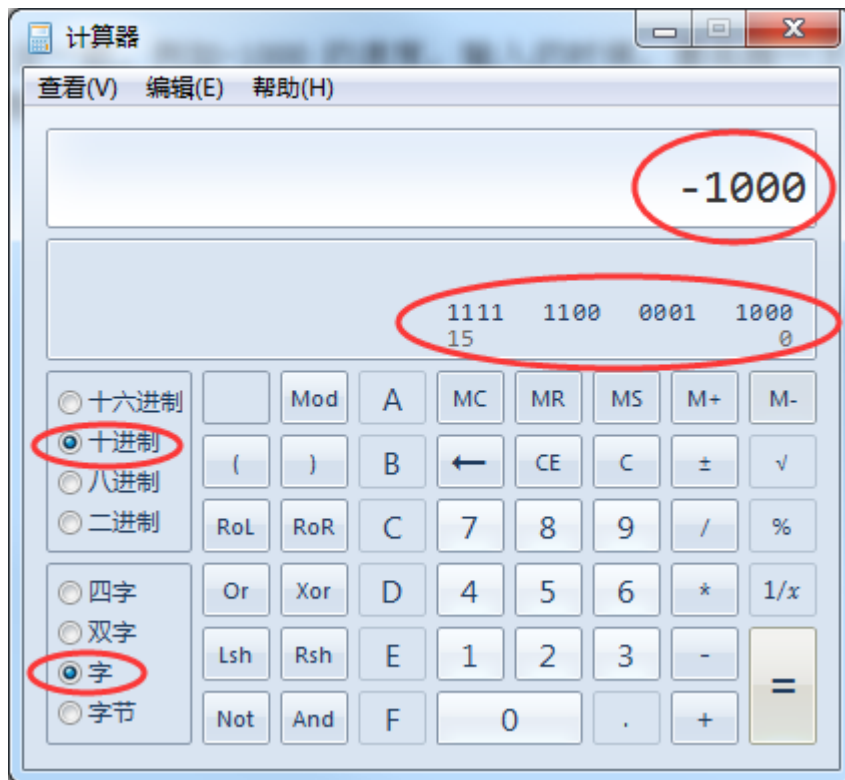 计算器
查看(V) 编辑(E) 帮助(H)
-1000
1111 1100 0001 1000
15 0
十六进制 Mod A MC MR MS M+ M-
十进制
( ) B ← CE C ± √
八进制
二进制 RoL RoR C 7 8 9 / %
四字 Or Xor D 4 5 6 * 1/x
双字
字 Lsh Rsh E 1 2 3 - =
字节 Not And F 0 . +